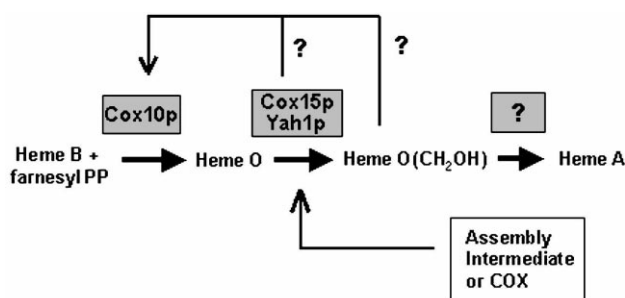 ? ?
Cox10p
Cox15p
Yah1p
?
Heme B +
farnesyl PP
Heme O
Heme O(CH₂OH)
Heme A
Assembly
Intermediate
or COX